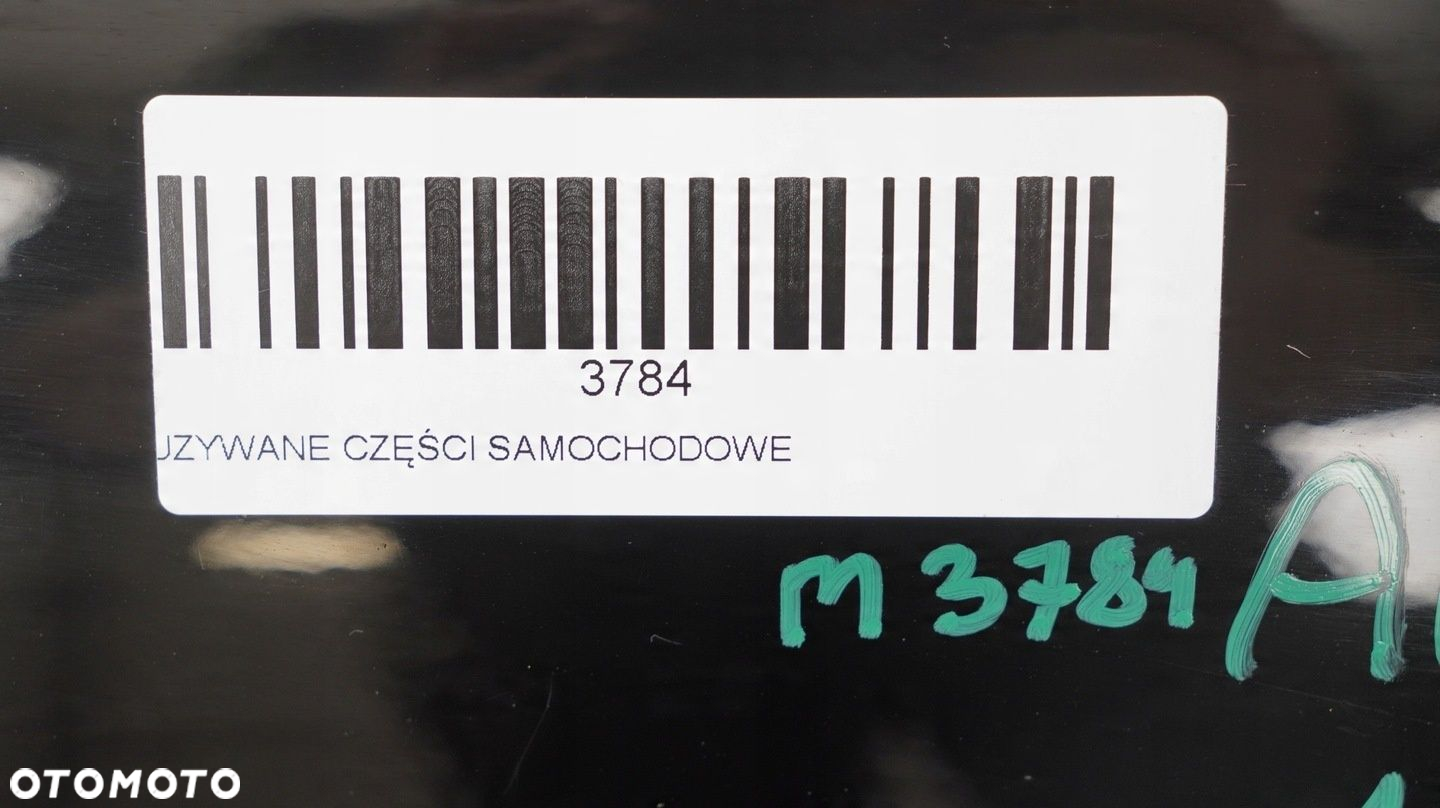 3784
UZYWANE CZĘŚCI SAMOCHODOWE
M 3784 A
OTOMOTO